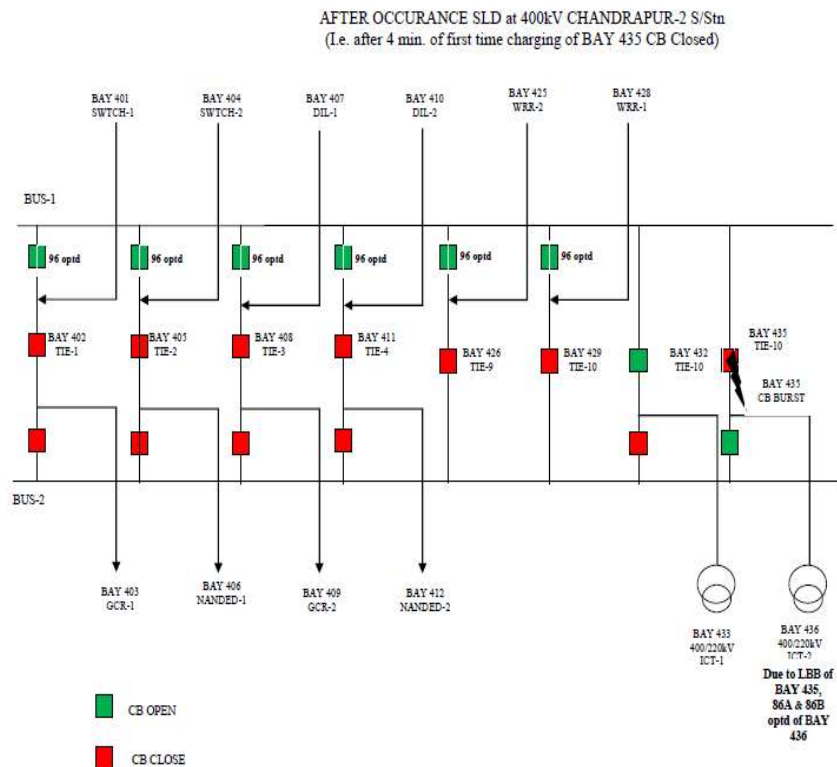 AFTER OCCURANCE SLD at 400kV CHANDRAPUR-2 S/Stn
(I.e. after 4 min. of first time charging of BAY 435 CB Closed)
BAY 401
SWTCH-1
BAY 404
SWTCH-2
BAY 407
DIL-1
BAY 410
DIL-2
BAY 425
WRR-2
BAY 428
WRR-1
BUS-1
96 optd
96 optd
96 optd
96 optd
96 optd
96 optd
BAY 402
TIE-1
BAY 405
TIE-2
BAY 408
TIE-3
BAY 411
TIE-4
BAY 426
TIE-9
BAY 429
TIE-10
BAY 432
TIE-10
BAY 435
TIE-10
BAY 435
CB BURST
BUS-2
BAY 403
GCR-1
BAY 406
NANDED-1
BAY 409
GCR-2
BAY 412
NANDED-2
BAY 433
400/220kV
ICT-1
BAY 436
400/220kV
ICT-2
Due to LBB of
BAY 435,
86A & 86B
optd of BAY
436
CB OPEN
CB CLOSE